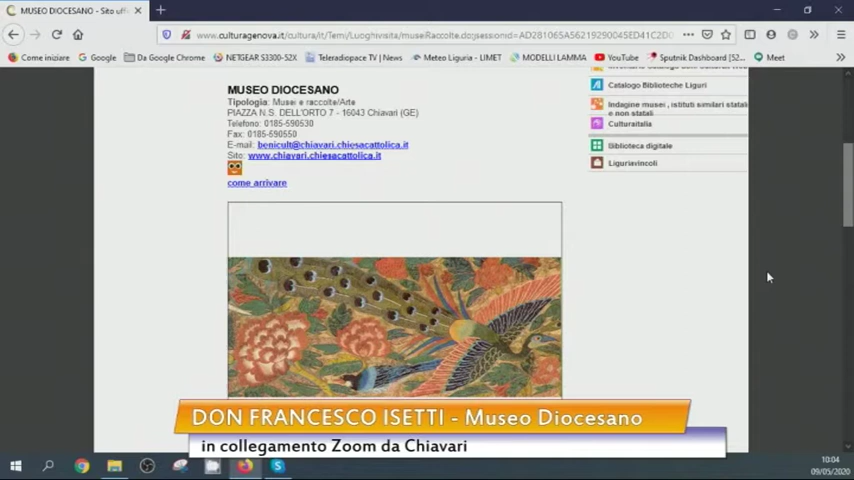 MUSEO DIOCESANO - Sito uffi
www.culturagenova.it/cultura/it/Temi/Luoghivisita/museiRaccolte.do;jsessionid=AD281065A5621929004SED41C2D0
Come iniziare
Google
Da Google Chrome
NETGEAR S3300-52X
Teleradiopace TV | News
Meteo Liguria - LIMET
MODELLI LAMMA
YouTube
Sputnik Dashboard [52...
Meet
MUSEO DIOCESANO
Tipologia: Musei e raccolte/Arte
PIAZZA N.S. DELL'ORTO 7 - 16043 Chiavari (GE)
Telefono: 0185-590530
Fax: 0185-590550
E-mail: benicult@chiavari.chiesacattolica.it
Sito: www.chiavari.chiesacattolica.it
come arrivare
Catalogo Biblioteche Liguri
Indagine musei , istituti similari statali
e non statali
Culturaitalia
Biblioteca digitale
Liguriavincoli
DON FRANCESCO ISETTI - Museo Diocesano
in collegamento Zoom da Chiavari
10:04
09/05/2020